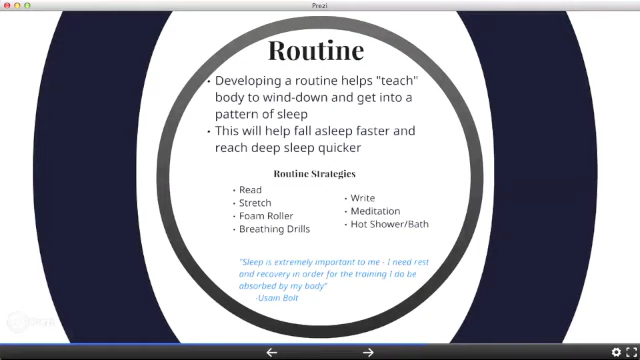 Prezi
Routine
• Developing a routine helps "teach"
body to wind-down and get into a
pattern of sleep
• This will help fall asleep faster and
reach deep sleep quicker
Routine Strategies
• Read
• Stretch
• Foam Roller
• Breathing Drills
• Write
• Meditation
• Hot Shower/Bath
"Sleep is extremely important to me - I need rest
and recovery in order for the training I do be
absorbed by my body"
-Usain Bolt